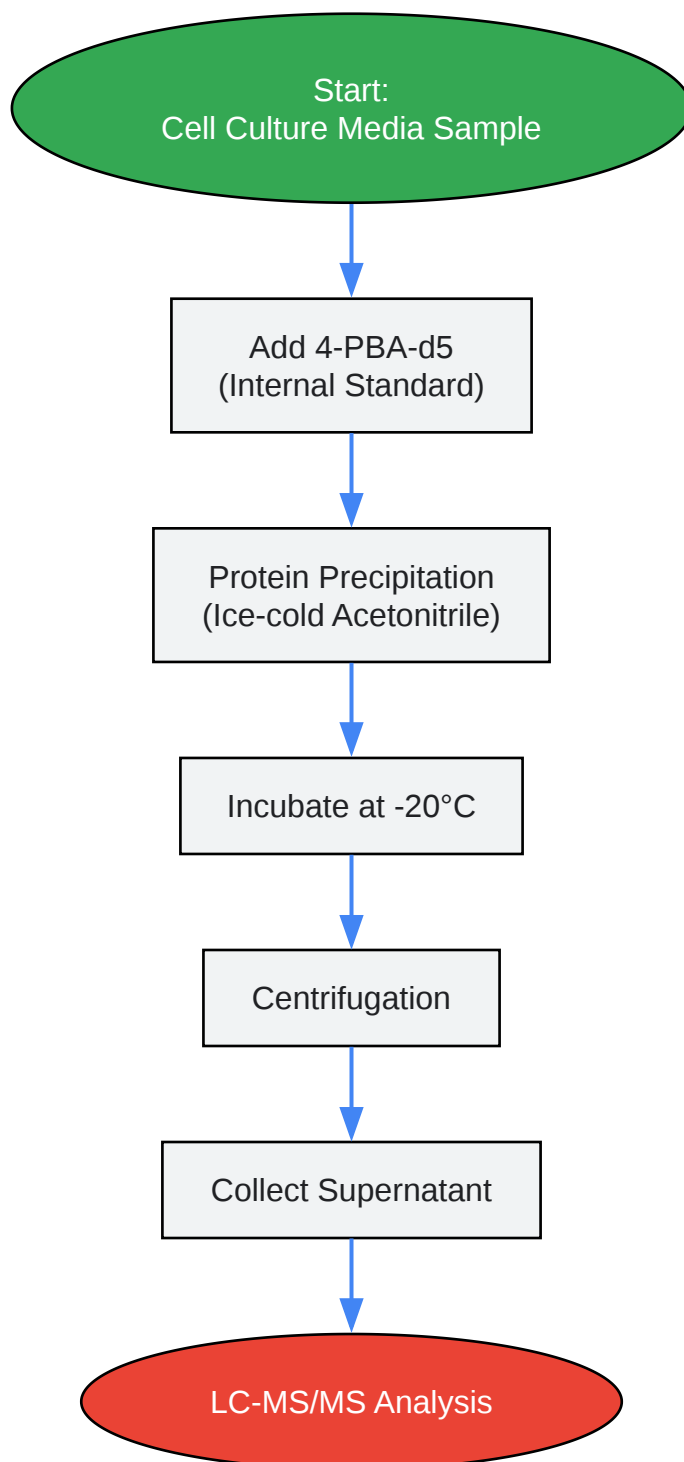 Start:
Cell Culture Media Sample
Add 4-PBA-d5
(Internal Standard)
Protein Precipitation
(Ice-cold Acetonitrile)
Incubate at -20°C
Centrifugation
Collect Supernatant
LC-MS/MS Analysis